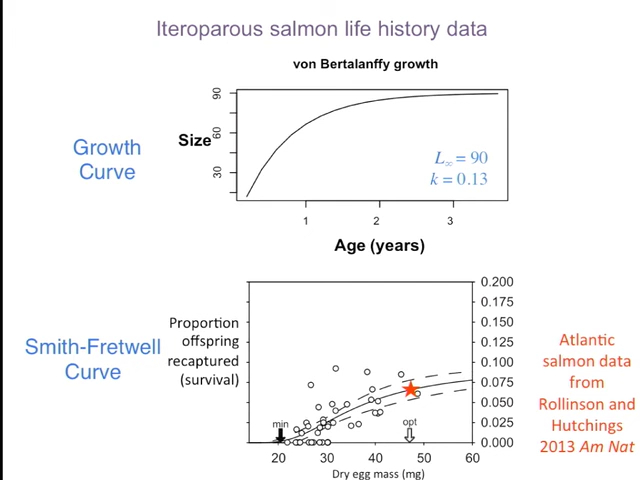 Iteroparous salmon life history data
von Bertalanffy growth
Growth
Curve
Size
90
60
30
L∞ = 90
k = 0.13
1 2 3
Age (years)
Smith-Fretwell
Curve
Proportion
offspring
recaptured
(survival)
0.200
0.175
0.150
0.125
0.100
0.075
0.050
0.025
0.000
min
opt
20 30 40 50 60
Dry egg mass (mg)
Atlantic
salmon data
from
Rollinson and
Hutchings
2013 Am Nat